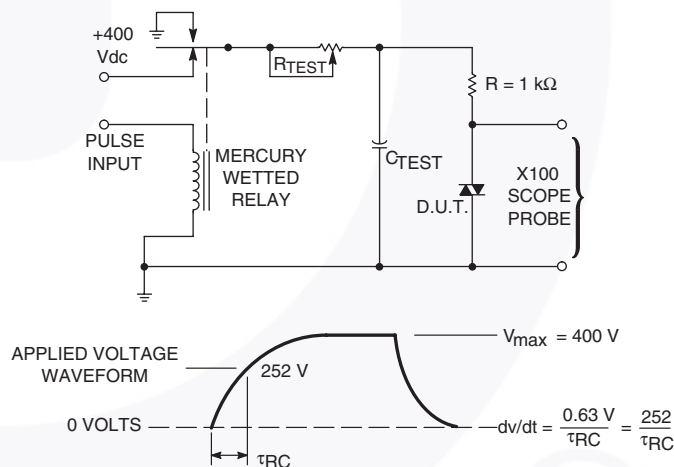 +400
Vdc
RTEST
R = 1 kΩ
PULSE
INPUT
MERCURY
WETTED
RELAY
CTEST
D.U.T.
X100
SCOPE
PROBE
APPLIED VOLTAGE
WAVEFORM
Vmax = 400 V
252 V
0 VOLTS
dv/dt = 0.63 V / τRC = 252 / τRC
τRC